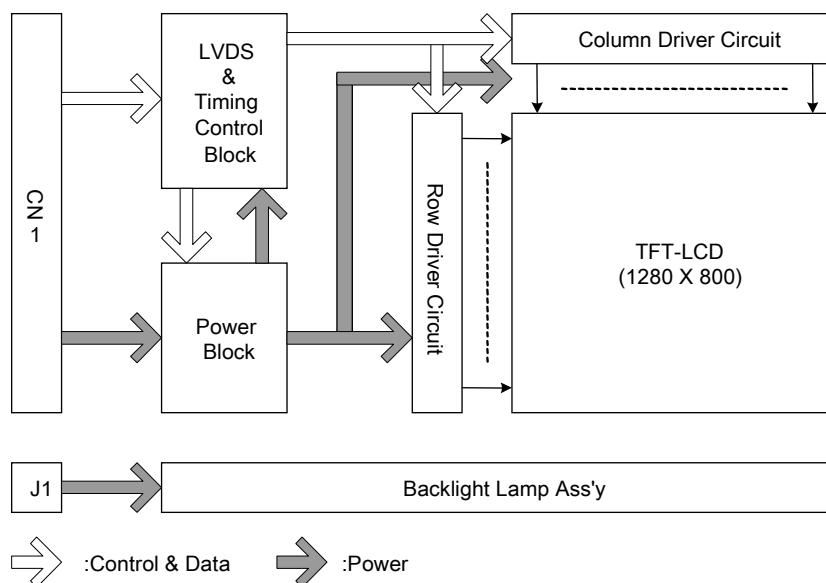 CN 1
LVDS
&
Timing
Control
Block
Column Driver Circuit
Row Driver Circuit
TFT-LCD
(1280 X 800)
Power
Block
J1
Backlight Lamp Ass'y
:Control & Data
:Power